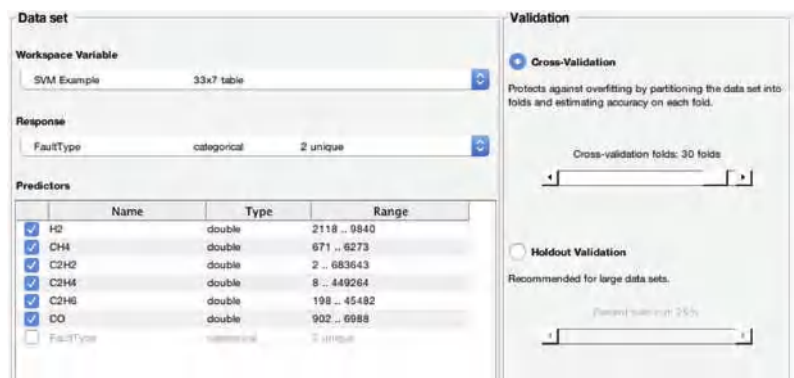 Data set
Workspace Variable
SVM Example 33x7 table
Response
FaultType categorical 2 unique
Predictors
Name Type Range
H2 double 2118 .. 9840
CH4 double 671 .. 6273
C2H2 double 2 .. 683643
C2H4 double 8 .. 449264
C2H6 double 198 .. 45482
CO double 902 .. 6988
FaultType categorical 2 unique
Validation
Cross-Validation
Protects against overfitting by partitioning the data set into
folds and estimating accuracy on each fold.
Cross-validation folds: 30 folds
Holdout Validation
Recommended for large data sets.
25%